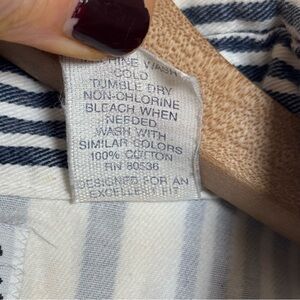 MACHINE WASH
COLD
TUMBLE DRY
NON-CHLORINE
BLEACH WHEN
NEEDED
WASH WITH
SIMILAR COLORS
100% COTTON
RN 80536
DESIGNED FOR AN
EXCELLENT FIT